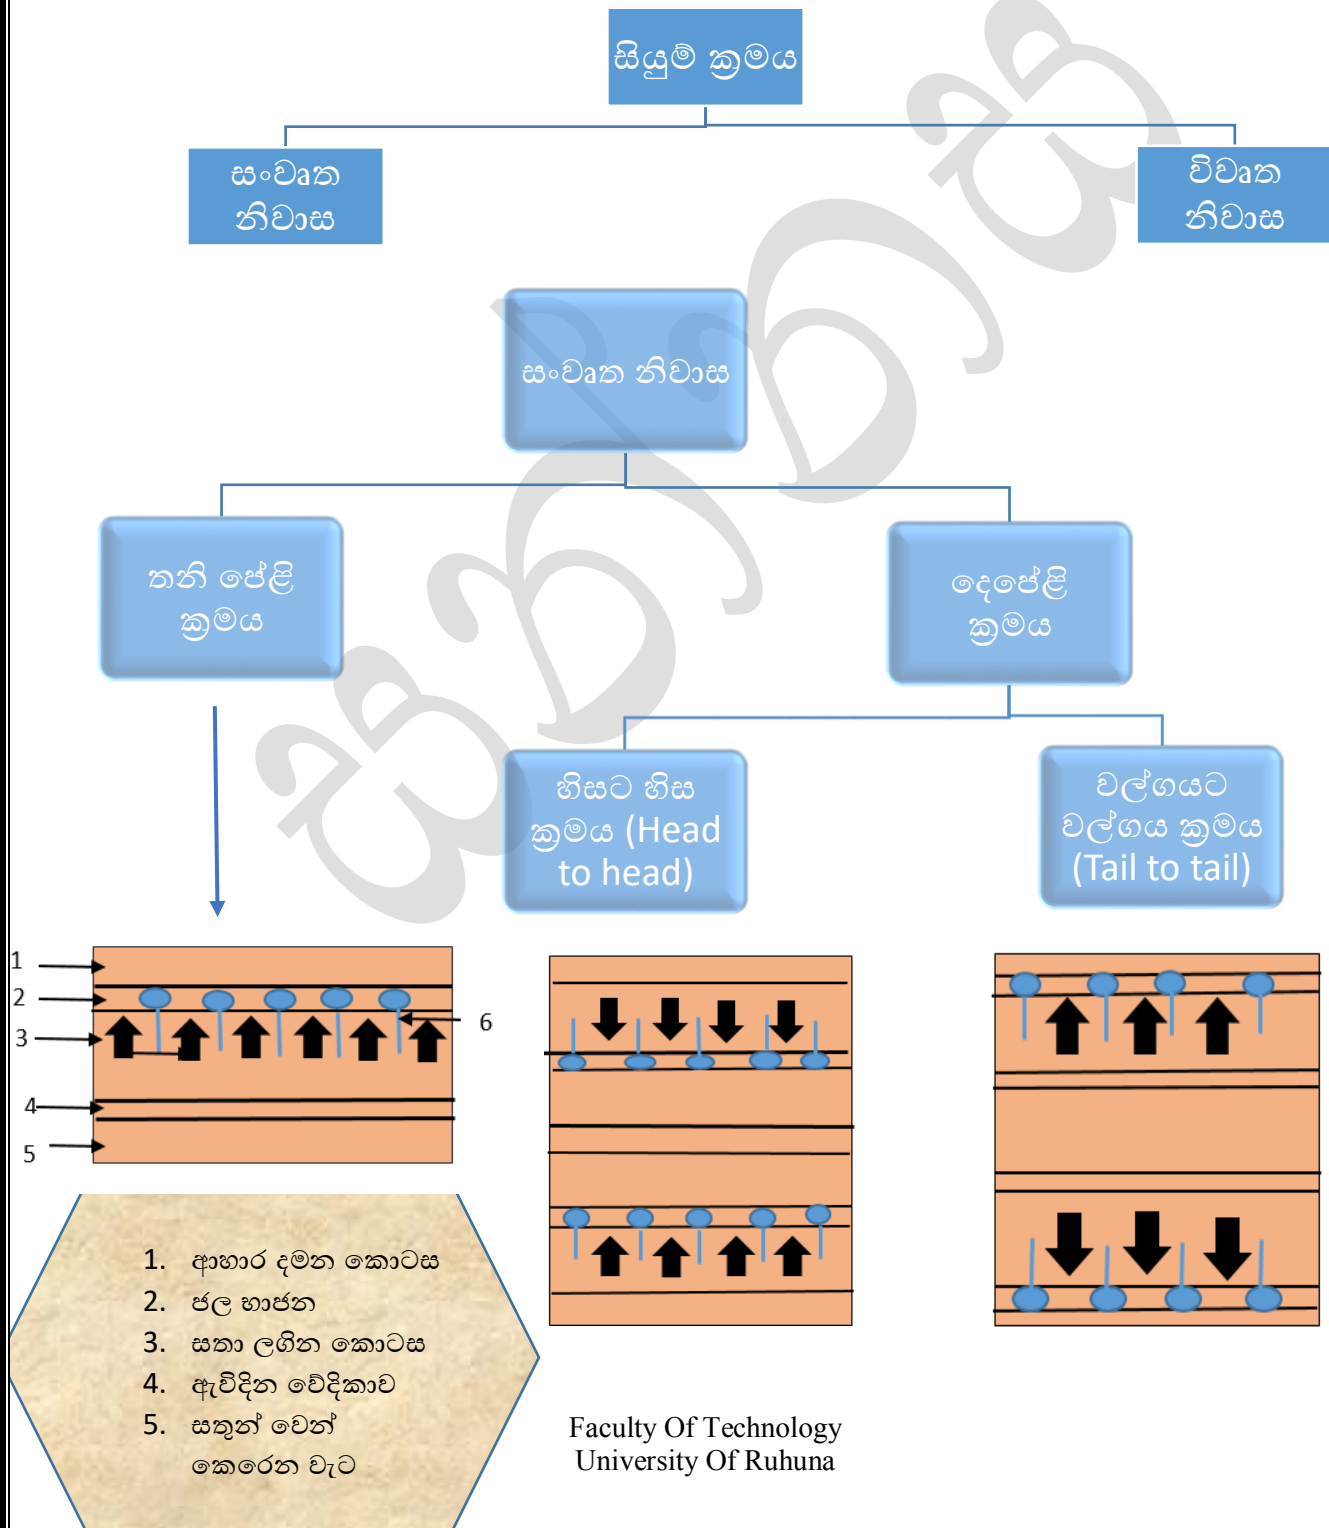 සියුම් ක්‍රමය
සංවෘත
නිවාස
විවෘත
නිවාස
සංවෘත නිවාස
තනි පේළි
ක්‍රමය
දෙපේළි
ක්‍රමය
හිසට හිස
ක්‍රමය (Head
to head)
වල්ගයට
වල්ගය ක්‍රමය
(Tail to tail)
1
2
3
4
5
6
1. ආහාර දමන කොටස
2. ජල භාජන
3. සතා ලගින කොටස
4. ඇවිදින වේදිකාව
5. සතුන් වෙන්
කෙරෙන වැට
Faculty Of Technology
University Of Ruhuna